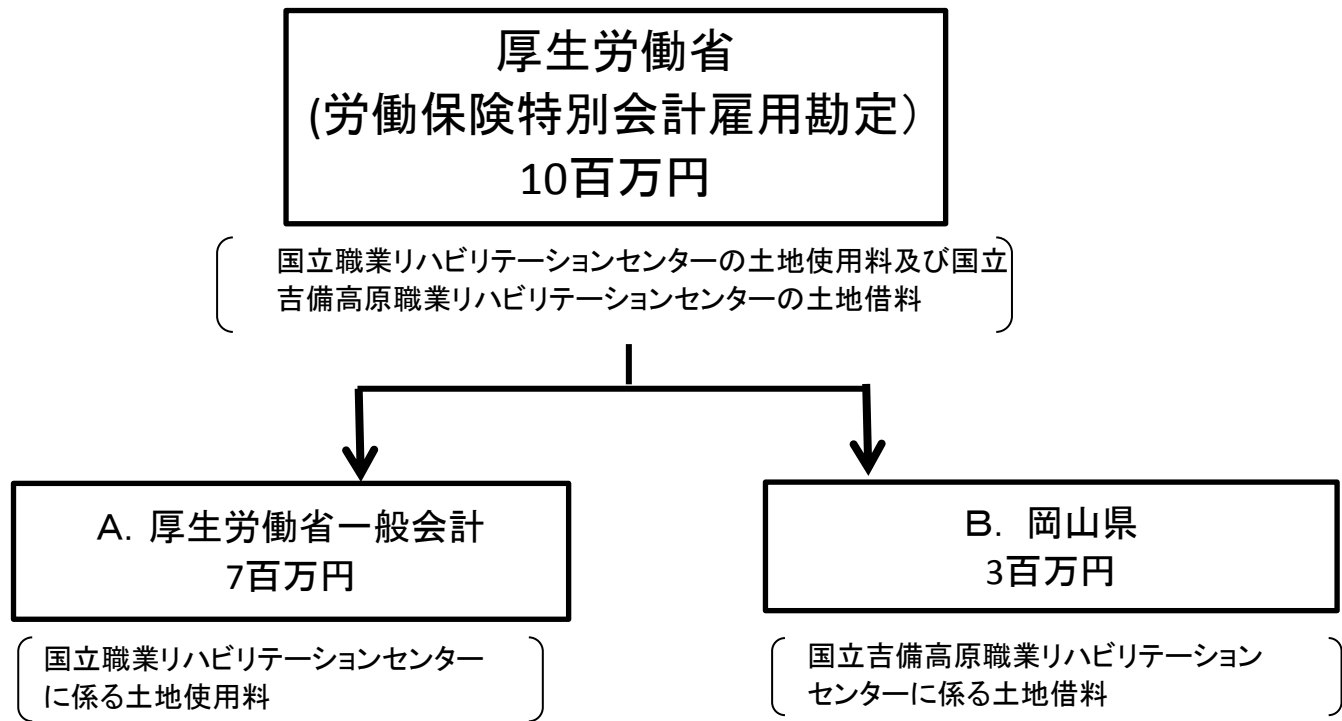 厚生労働省
(労働保険特別会計雇用勘定）
10百万円
国立職業リハビリテーションセンターの土地使用料及び国立
吉備高原職業リハビリテーションセンターの土地借料
A．厚生労働省一般会計
7百万円
国立職業リハビリテーションセンター
に係る土地使用料
B．岡山県
3百万円
国立吉備高原職業リハビリテーション
センターに係る土地借料